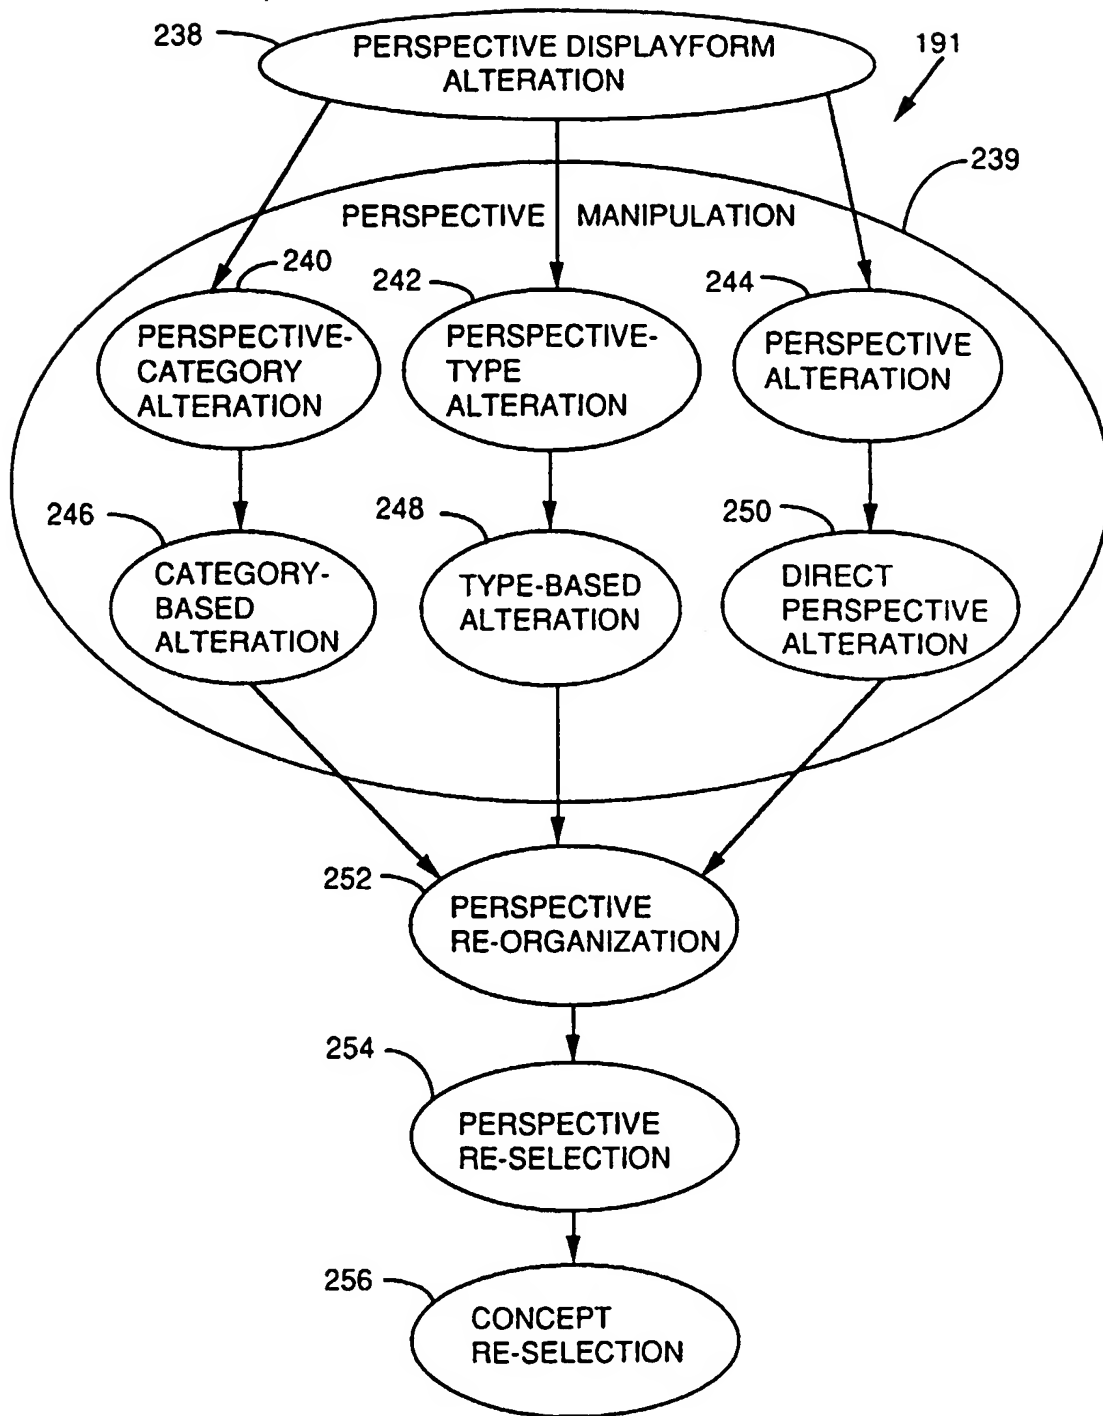 238
PERSPECTIVE DISPLAYFORM
ALTERATION
191
239
PERSPECTIVE MANIPULATION
240
PERSPECTIVE-
CATEGORY
ALTERATION
242
PERSPECTIVE-
TYPE
ALTERATION
244
PERSPECTIVE
ALTERATION
246
CATEGORY-
BASED
ALTERATION
248
TYPE-BASED
ALTERATION
250
DIRECT
PERSPECTIVE
ALTERATION
252
PERSPECTIVE
RE-ORGANIZATION
254
PERSPECTIVE
RE-SELECTION
256
CONCEPT
RE-SELECTION